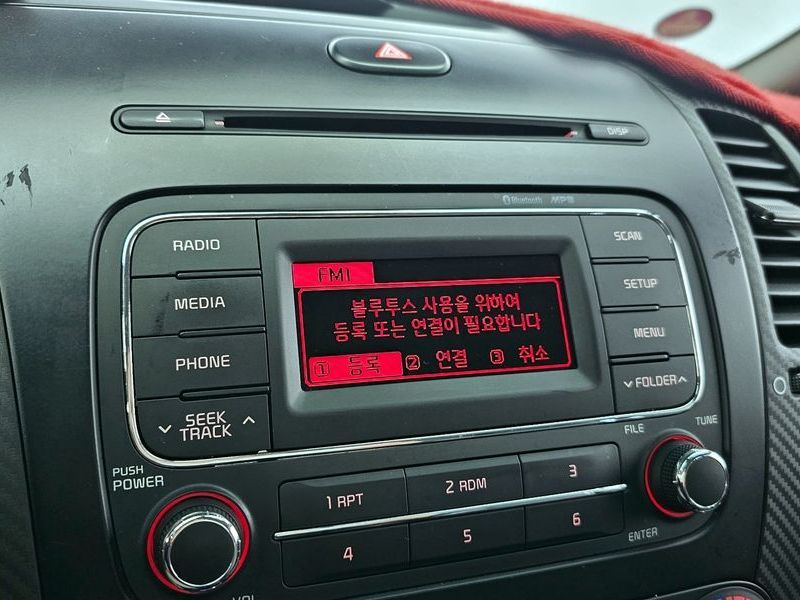 DISP
Bluetooth MP3
RADIO
MEDIA
PHONE
SEEK
TRACK
FM1
블루투스 사용을 위하여
등록 또는 연결이 필요합니다
① 등록 ② 연결 ③ 취소
SCAN
SETUP
MENU
FOLDER
PUSH
POWER
VOL
1 RPT
2 RDM
3
4
5
6
FILE
TUNE
ENTER